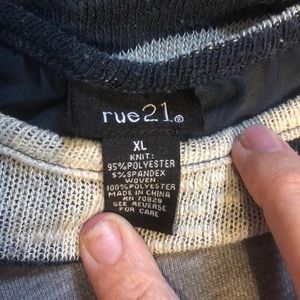 rue21®
XL
KNIT:
95%POLYESTER
5%SPANDEX
WOVEN
100%POLYESTER
MADE IN CHINA
RN 70829
SEE REVERSE
FOR CARE